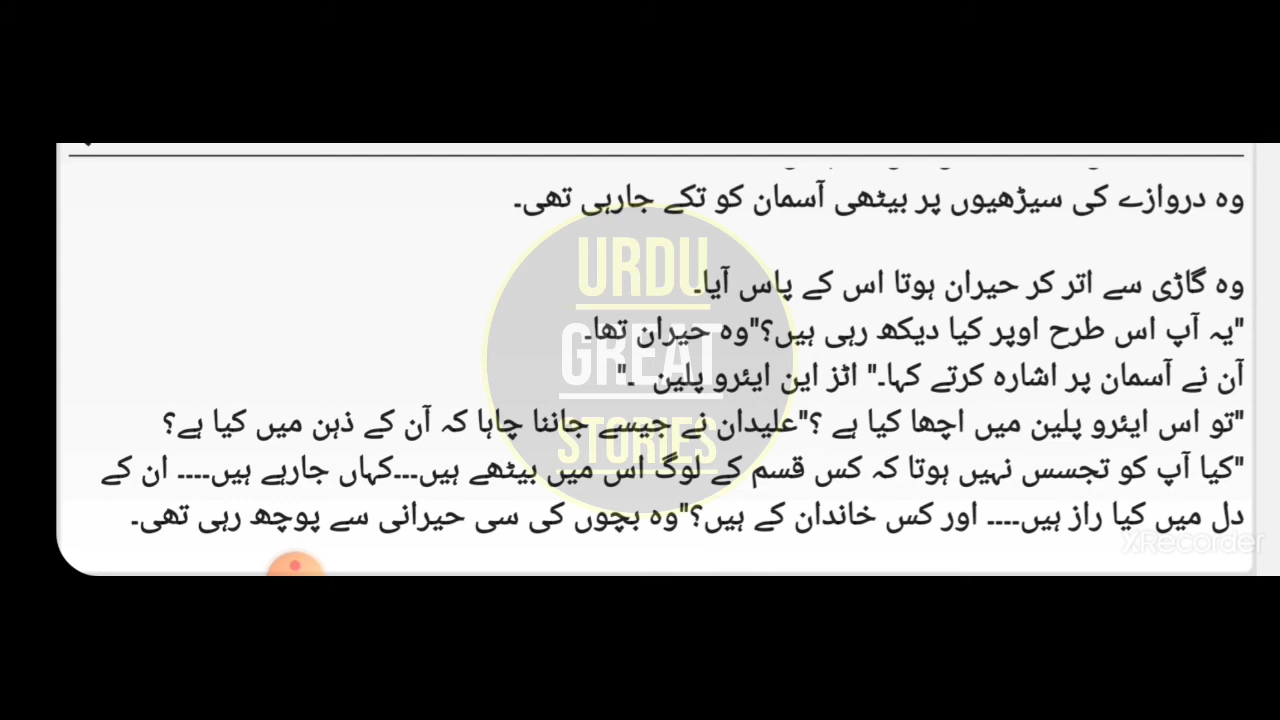 وہ دروازے کی سیڑھیوں پر بیٹھی آسمان کو تکے جارہی تھی۔
وہ گاڑی سے اتر کر حیران ہوتا اس کے پاس آیا۔
"یہ آپ اس طرح اوپر کیا دیکھ رہی ہیں؟"وہ حیران تھا۔
آن نے آسمان پر اشارہ کرتے کہا۔" اٹز این ایئرو پلین ۔"
"تو اس ایئرو پلین میں اچھا کیا ہے ؟"علیدان نے جیسے جاننا چاہا کہ آن کے ذہن میں کیا ہے؟
"کیا آپ کو تجسس نہیں ہوتا کہ کس قسم کے لوگ اس میں بیٹھے ہیں۔۔۔کہاں جارہے ہیں۔۔۔۔ ان کے
دل میں کیا راز ہیں۔۔۔۔ اور کس خاندان کے ہیں؟"وہ بچوں کی سی حیرانی سے پوچھ رہی تھی۔
URDU
GREAT
STORIES
XRecorder